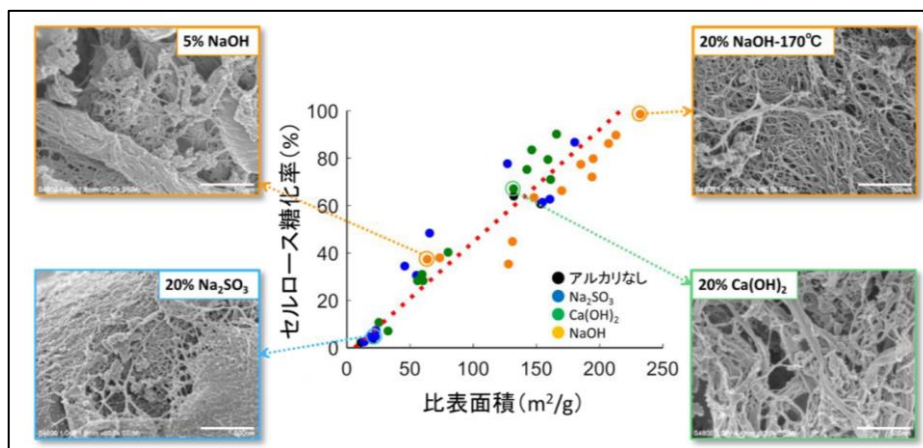 5% NaOH
20% NaOH-170℃
セルロース糖化率(%)
100
80
60
40
20
0
0 50 100 150 200 250
比表面積(m²/g)
アルカリなし
Na₂SO₃
Ca(OH)₂
NaOH
20% Na₂SO₃
20% Ca(OH)₂